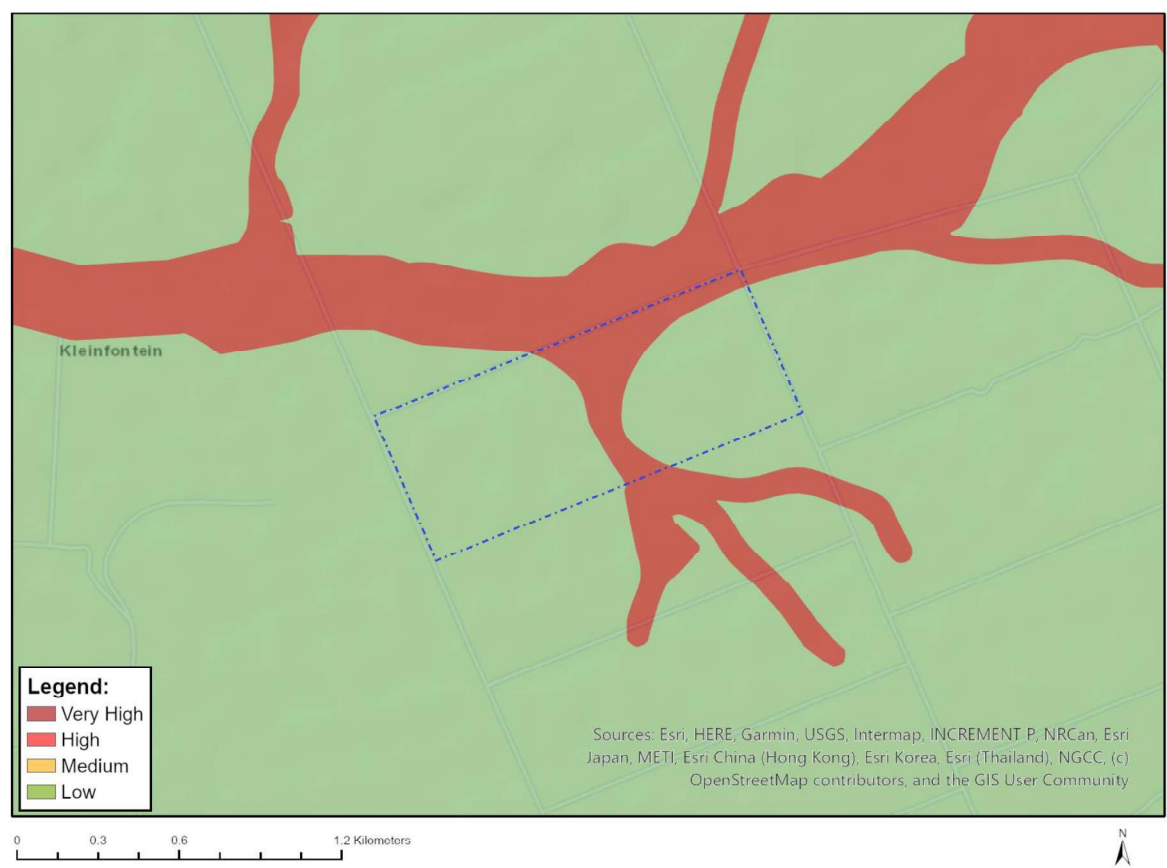 Kleinfontein
Legend:
Very High
High
Medium
Low
Sources: Esri, HERE, Garmin, USGS, Intermap, INCREMENT P, NRCan, Esri
Japan, METI, Esri China (Hong Kong), Esri Korea, Esri (Thailand), NGCC, (c)
OpenStreetMap contributors, and the GIS User Community
0 0.3 0.6 1.2 Kilometers
N